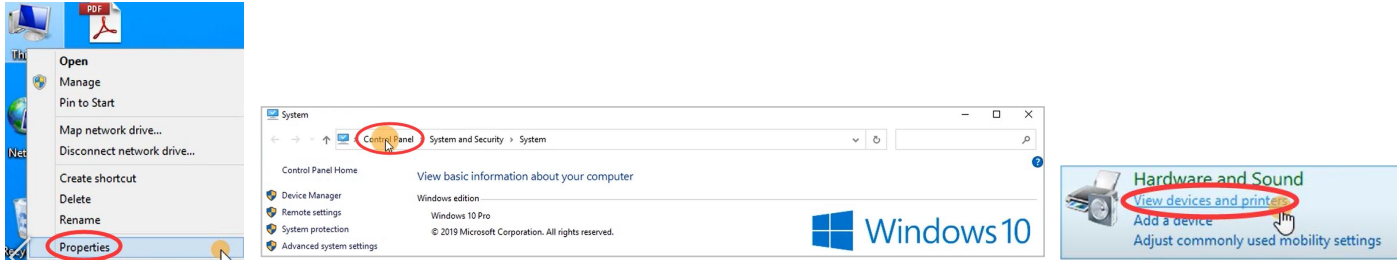 PDF
Open
Manage
Pin to Start
Map network drive...
Disconnect network drive...
Create shortcut
Delete
Rename
Properties
System
Control Panel System and Security › System
Control Panel Home
View basic information about your computer
Device Manager
Windows edition
Remote settings
Windows 10 Pro
System protection
© 2019 Microsoft Corporation. All rights reserved.
Advanced system settings
Windows 10
Hardware and Sound
View devices and printers
Add a device
Adjust commonly used mobility settings